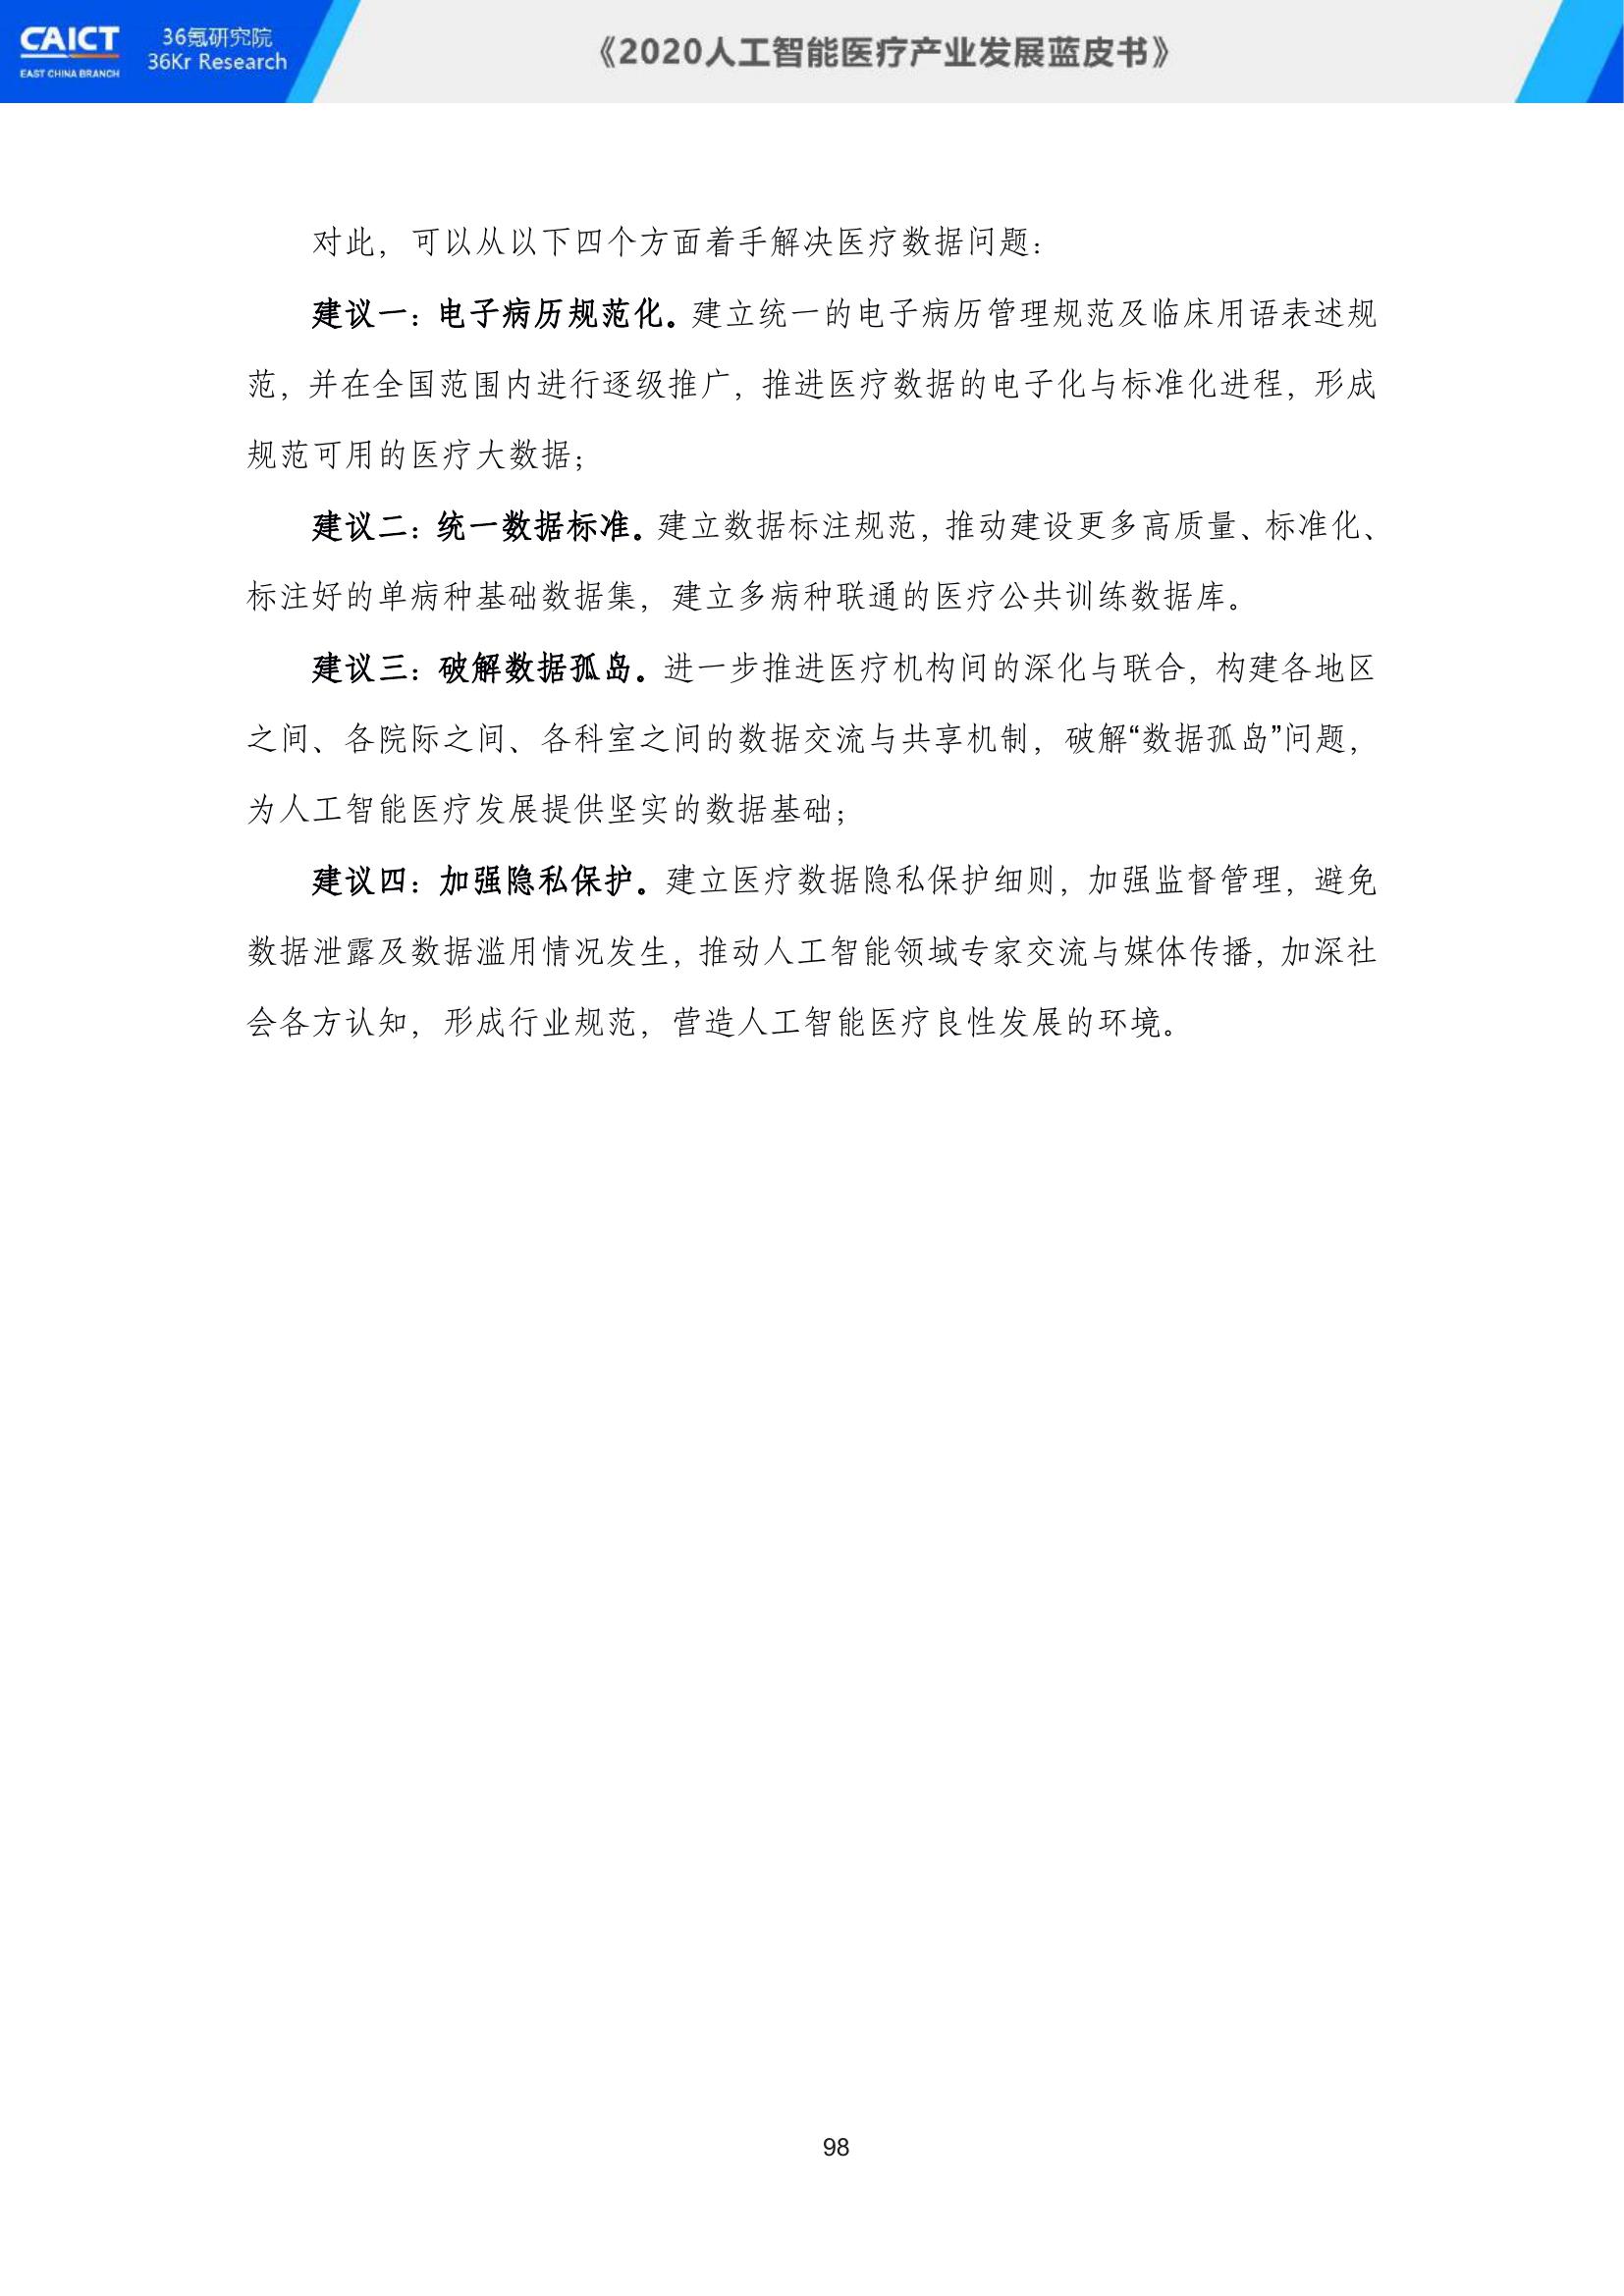 CAICT
EAST CHINA BRANCH
36氪研究院
36Kr Research
《2020人工智能医疗产业发展蓝皮书》
对此，可以从以下四个方面着手解决医疗数据问题：
建议一：电子病历规范化。建立统一的电子病历管理规范及临床用语表述规
范，并在全国范围内进行逐级推广，推进医疗数据的电子化与标准化进程，形成
规范可用的医疗大数据；
建议二：统一数据标准。建立数据标注规范，推动建设更多高质量、标准化、
标注好的单病种基础数据集，建立多病种联通的医疗公共训练数据库。
建议三：破解数据孤岛。进一步推进医疗机构间的深化与联合，构建各地区
之间、各院际之间、各科室之间的数据交流与共享机制，破解“数据孤岛”问题，
为人工智能医疗发展提供坚实的数据基础；
建议四：加强隐私保护。建立医疗数据隐私保护细则，加强监督管理，避免
数据泄露及数据滥用情况发生，推动人工智能领域专家交流与媒体传播，加深社
会各方认知，形成行业规范，营造人工智能医疗良性发展的环境。
98